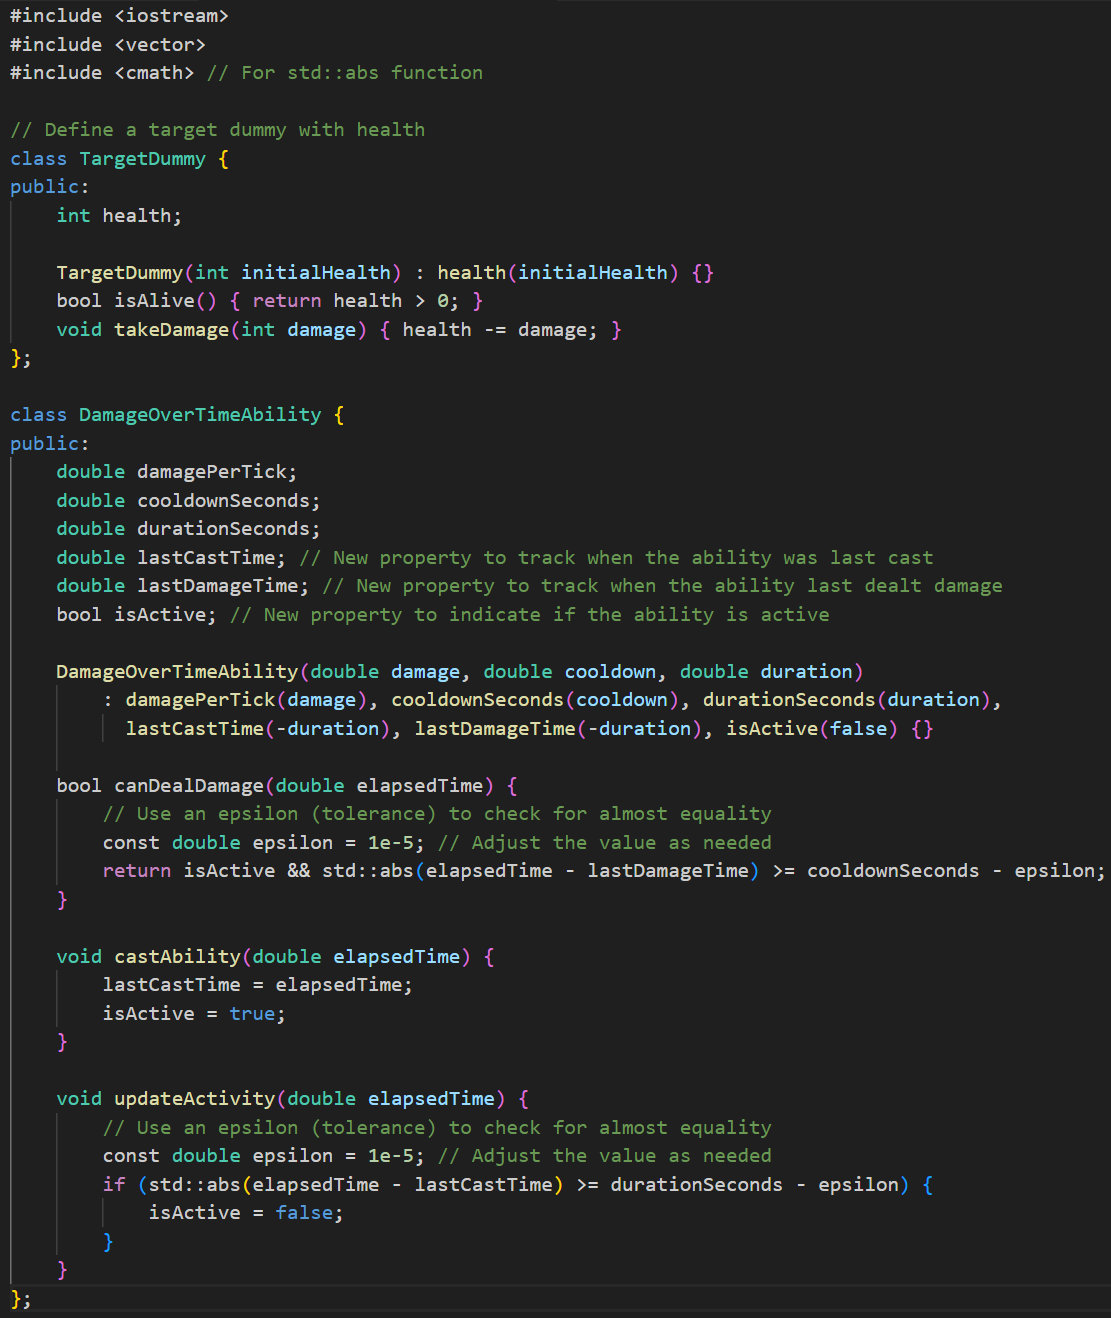 #include <iostream>
#include <vector>
#include <cmath> // For std::abs function

// Define a target dummy with health
class TargetDummy {
public:
    int health;

    TargetDummy(int initialHealth) : health(initialHealth) {}
    bool isAlive() { return health > 0; }
    void takeDamage(int damage) { health -= damage; }
};

class DamageOverTimeAbility {
public:
    double damagePerTick;
    double cooldownSeconds;
    double durationSeconds;
    double lastCastTime; // New property to track when the ability was last cast
    double lastDamageTime; // New property to track when the ability last dealt damage
    bool isActive; // New property to indicate if the ability is active

    DamageOverTimeAbility(double damage, double cooldown, double duration)
        : damagePerTick(damage), cooldownSeconds(cooldown), durationSeconds(duration),
          lastCastTime(-duration), lastDamageTime(-duration), isActive(false) {}

    bool canDealDamage(double elapsedTime) {
        // Use an epsilon (tolerance) to check for almost equality
        const double epsilon = 1e-5; // Adjust the value as needed
        return isActive && std::abs(elapsedTime - lastDamageTime) >= cooldownSeconds - epsilon;
    }

    void castAbility(double elapsedTime) {
        lastCastTime = elapsedTime;
        isActive = true;
    }

    void updateActivity(double elapsedTime) {
        // Use an epsilon (tolerance) to check for almost equality
        const double epsilon = 1e-5; // Adjust the value as needed
        if (std::abs(elapsedTime - lastCastTime) >= durationSeconds - epsilon) {
            isActive = false;
        }
    }
};